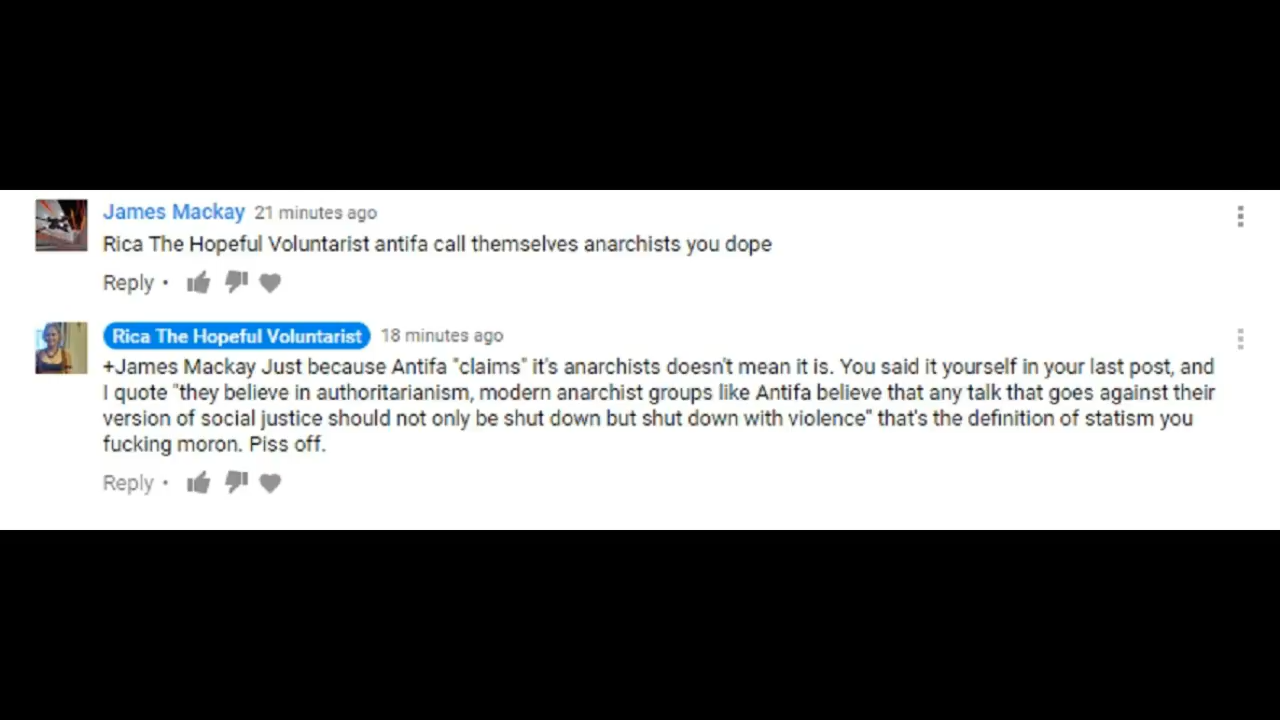 James Mackay 21 minutes ago
Rica The Hopeful Voluntarist antifa call themselves anarchists you dope
Reply •
Rica The Hopeful Voluntarist 18 minutes ago
+James Mackay Just because Antifa "claims" it's anarchists doesn't mean it is. You said it yourself in your last post, and
I quote "they believe in authoritarianism, modern anarchist groups like Antifa believe that any talk that goes against their
version of social justice should not only be shut down but shut down with violence" that's the definition of statism you
fucking moron. Piss off.
Reply •